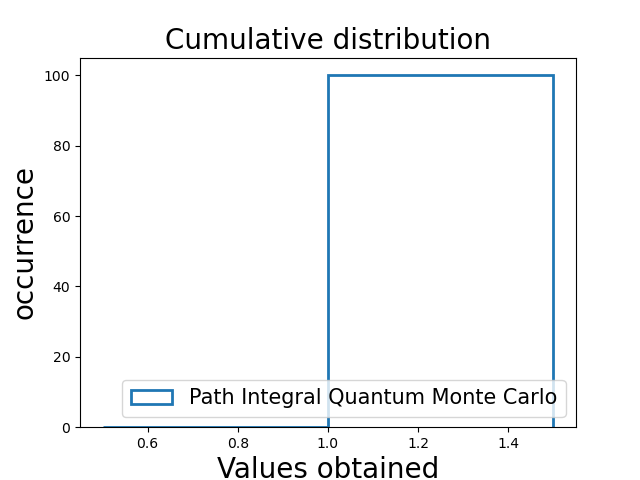 Cumulative distribution
occurrence
100
80
60
40
20
0
Path Integral Quantum Monte Carlo
0.6 0.8 1.0 1.2 1.4
Values obtained